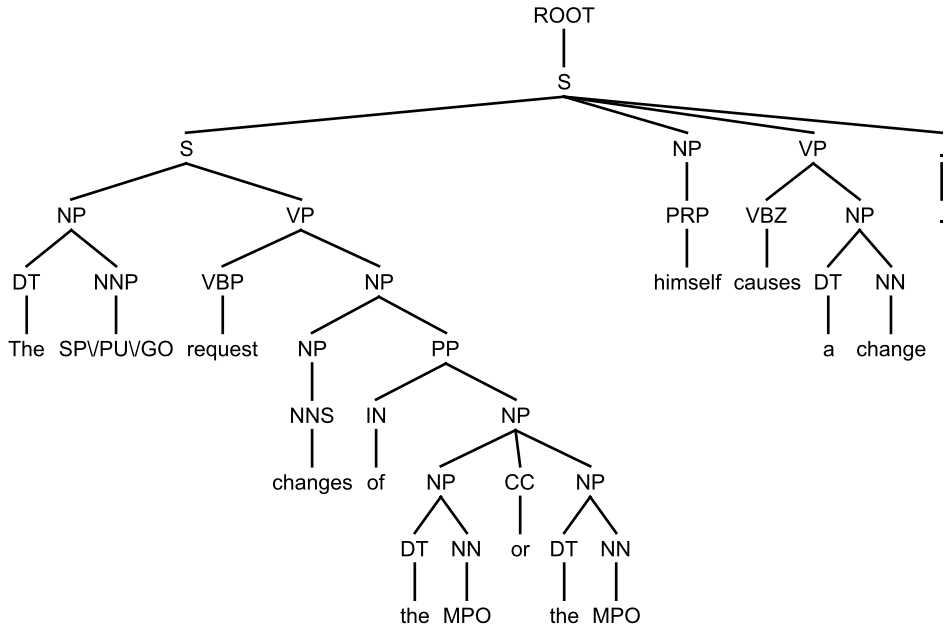 ROOT
S
S NP VP
NP VP PRP VBZ NP
DT NNP VBP NP himself causes DT NN
The SP\/PU\/GO request NP PP a change
NNS IN NP
changes of NP CC NP
DT NN or DT NN
the MPO the MPO